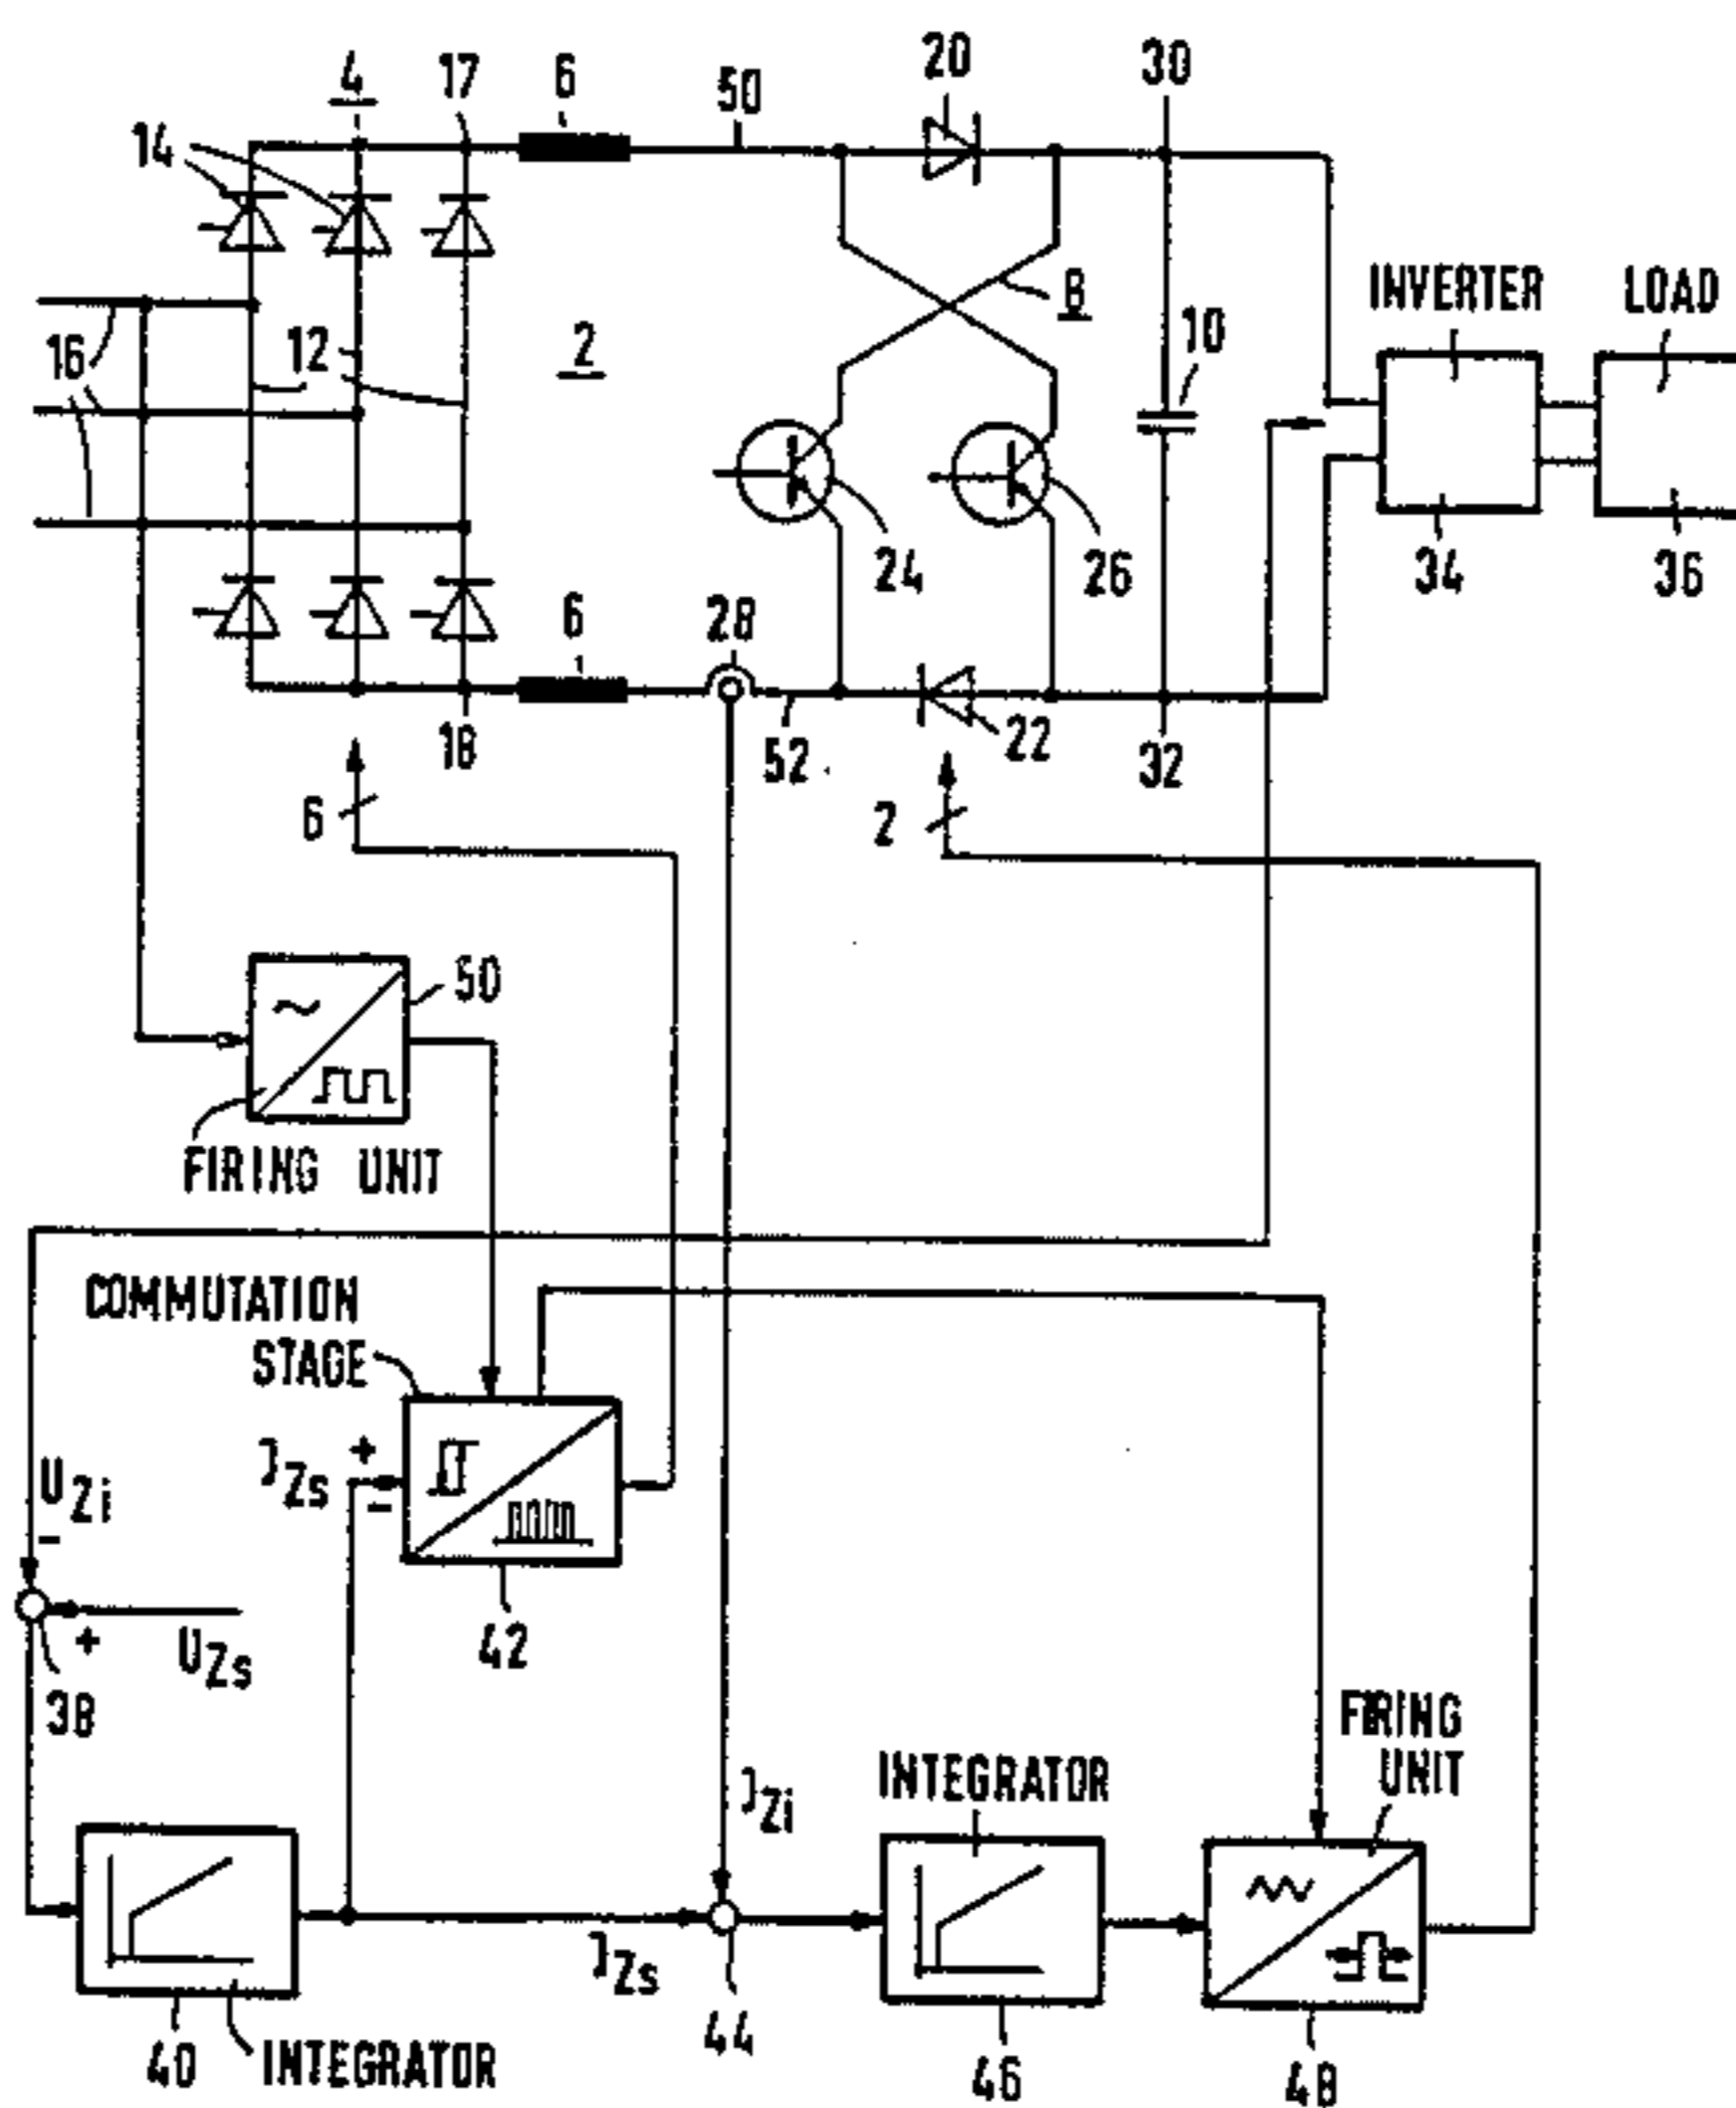 4
17
6
50
20
30
14
8
INVERTER
LOAD
16
12
2
10
24
26
34
36
6
28
18
52
22
32
6
2
50
FIRING UNIT
COMMUTATION
STAGE
U2i
-
JZs
+
-
+
UZs
38
42
FIRING
UNIT
INTEGRATOR
JZi
JZs
44
40
INTEGRATOR
46
48